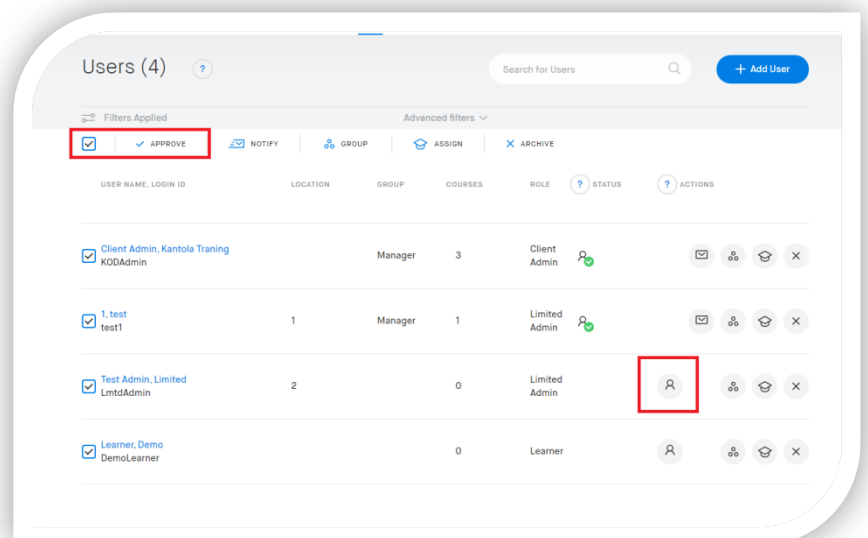 Users (4) ?
Search for Users
+ Add User
Filters Applied
Advanced filters
APPROVE NOTIFY GROUP ASSIGN ARCHIVE
USER NAME, LOGIN ID LOCATION GROUP COURSES ROLE ? STATUS ? ACTIONS
Client Admin, Kantola Traning
KODAdmin
Manager 3 Client
Admin
1, test
test1
1 Manager 1 Limited
Admin
Test Admin, Limited
LmtdAdmin
2 0 Limited
Admin
Learner, Demo
DemoLearner
0 Learner